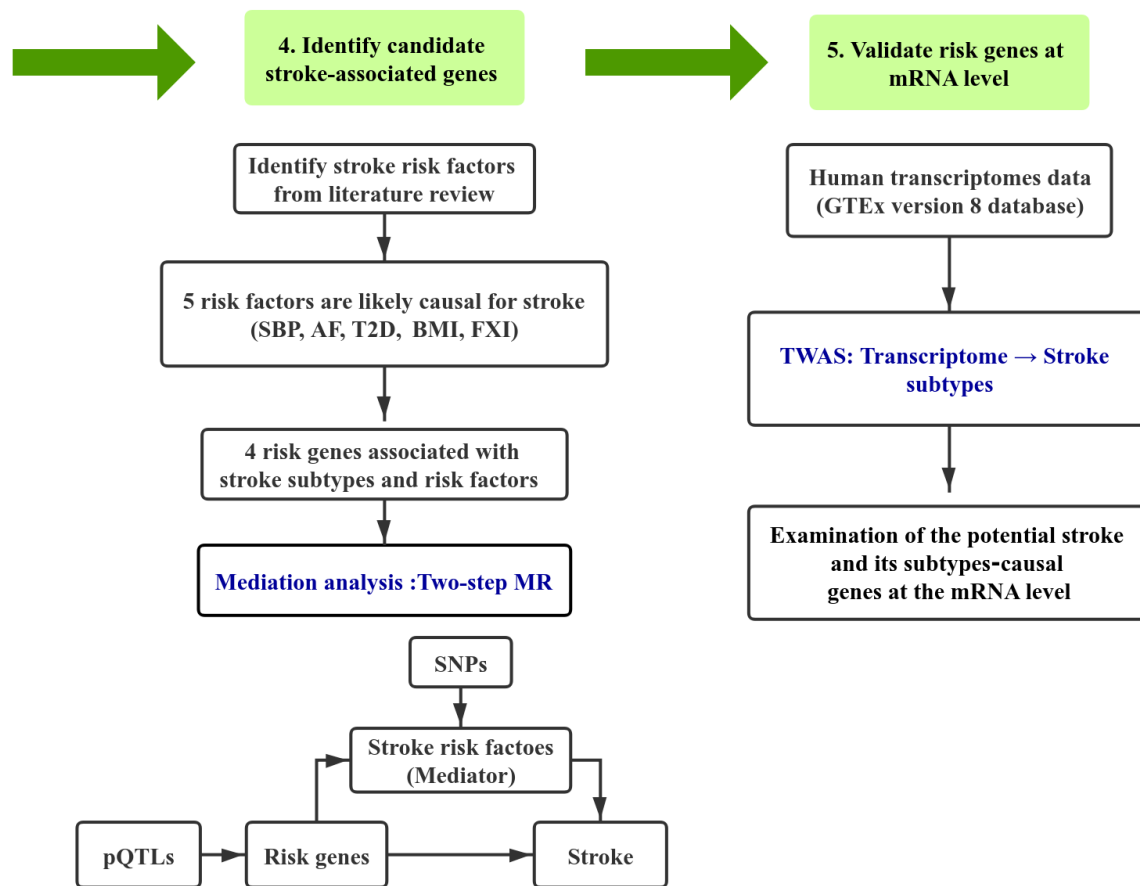 4. Identify candidate
stroke-associated genes
Identify stroke risk factors
from literature review
5 risk factors are likely causal for stroke
(SBP, AF, T2D, BMI, FXI)
4 risk genes associated with
stroke subtypes and risk factors
Mediation analysis :Two-step MR
SNPs
Stroke risk factoes
(Mediator)
pQTLs
Risk genes
Stroke
5. Validate risk genes at
mRNA level
Human transcriptomes data
(GTEx version 8 database)
TWAS: Transcriptome → Stroke
subtypes
Examination of the potential stroke
and its subtypes-causal
genes at the mRNA level